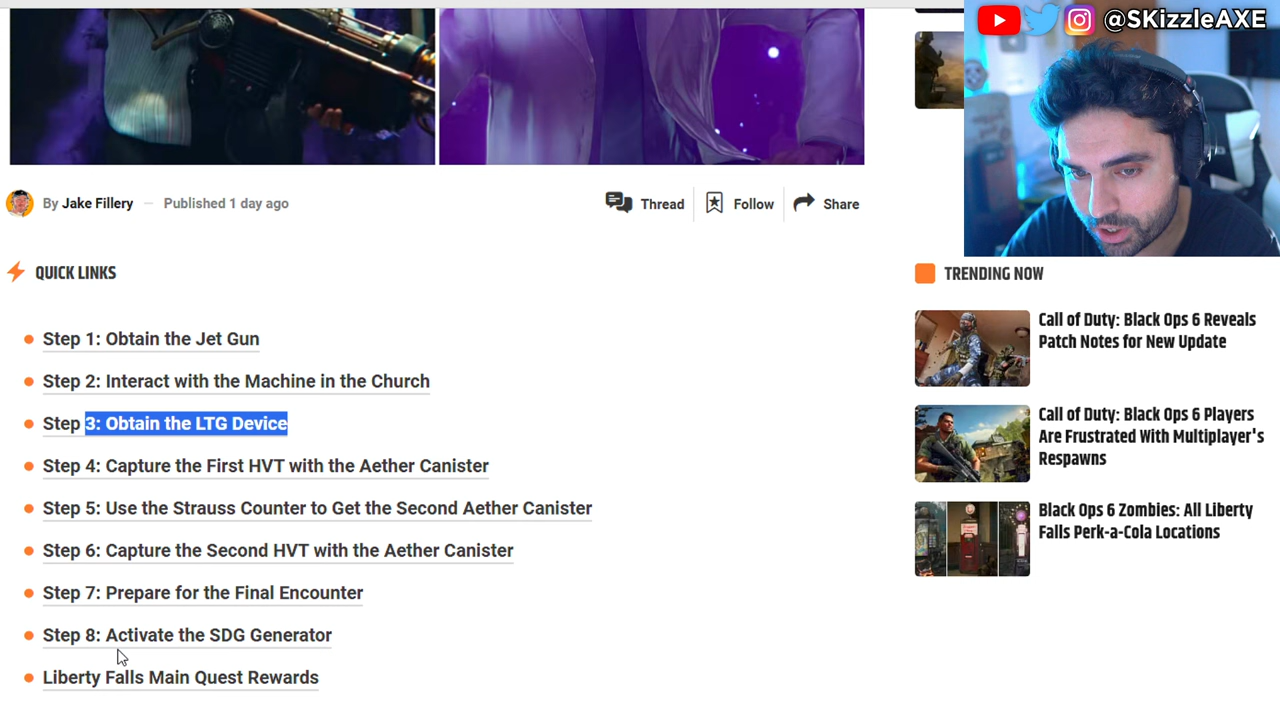 @SKizzleAXE
By Jake Fillery — Published 1 day ago
Thread
Follow
Share
QUICK LINKS
Step 1: Obtain the Jet Gun
Step 2: Interact with the Machine in the Church
Step 3: Obtain the LTG Device
Step 4: Capture the First HVT with the Aether Canister
Step 5: Use the Strauss Counter to Get the Second Aether Canister
Step 6: Capture the Second HVT with the Aether Canister
Step 7: Prepare for the Final Encounter
Step 8: Activate the SDG Generator
Liberty Falls Main Quest Rewards
TRENDING NOW
Call of Duty: Black Ops 6 Reveals
Patch Notes for New Update
Call of Duty: Black Ops 6 Players
Are Frustrated With Multiplayer's
Respawns
Black Ops 6 Zombies: All Liberty
Falls Perk-a-Cola Locations